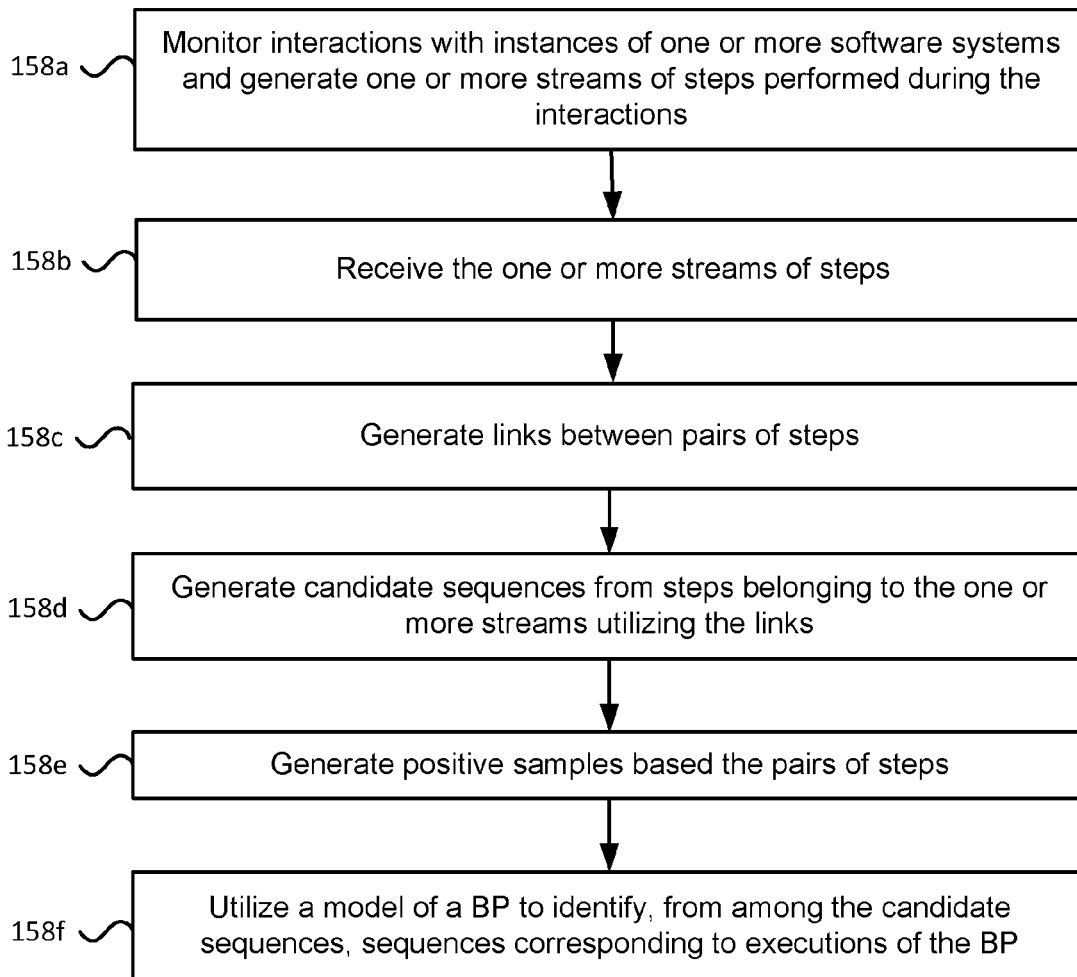 158a
Monitor interactions with instances of one or more software systems
and generate one or more streams of steps performed during the
interactions
158b
Receive the one or more streams of steps
158c
Generate links between pairs of steps
158d
Generate candidate sequences from steps belonging to the one or
more streams utilizing the links
158e
Generate positive samples based the pairs of steps
158f
Utilize a model of a BP to identify, from among the candidate
sequences, sequences corresponding to executions of the BP